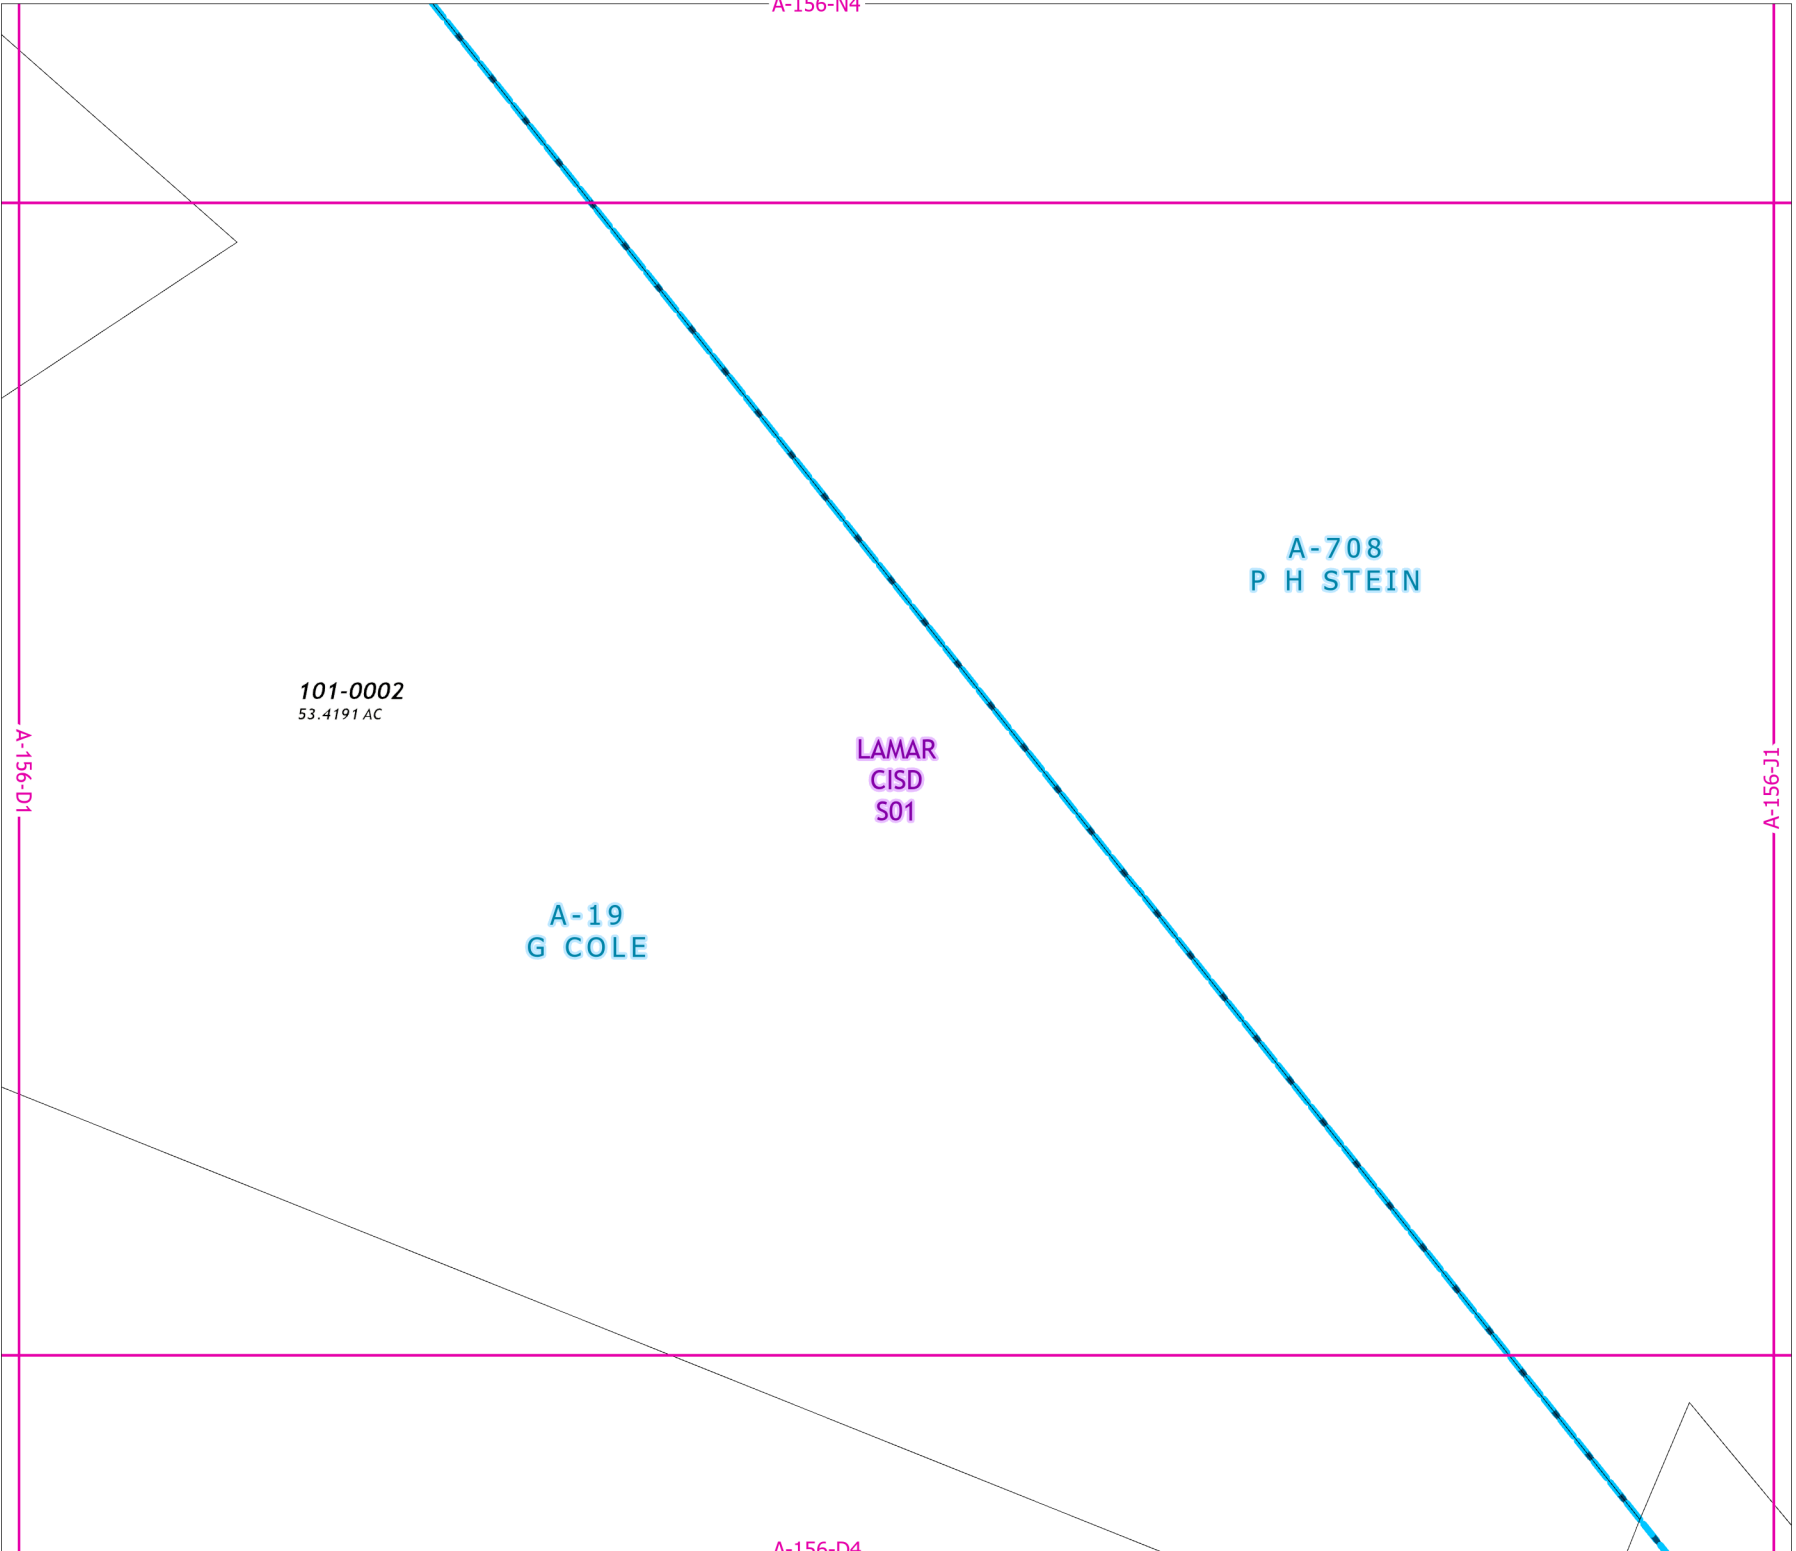 A-156-N4
A-708
P H STEIN
101-0002
53.4191 AC
A-156-D1
LAMAR
CISD
S01
A-156-J1
A-19
G COLE
A-156-D4